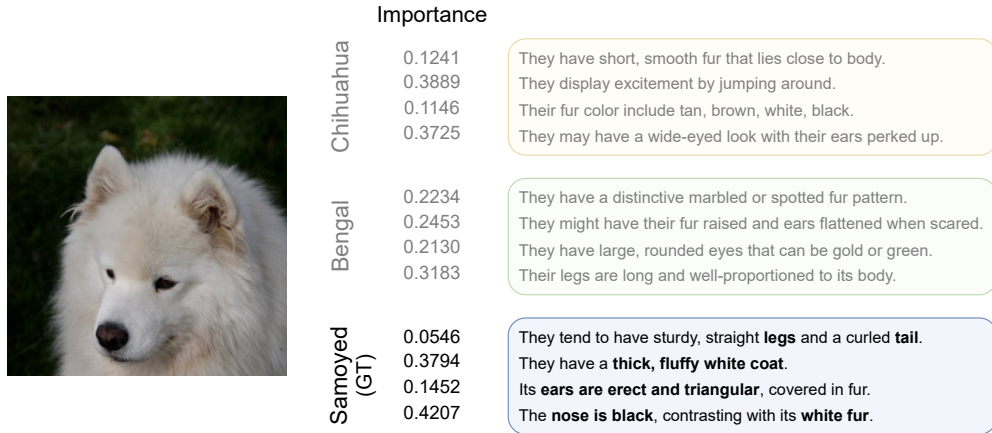 Importance
Chihuahua
0.1241 They have short, smooth fur that lies close to body.
0.3889 They display excitement by jumping around.
0.1146 Their fur color include tan, brown, white, black.
0.3725 They may have a wide-eyed look with their ears perked up.
Bengal
0.2234 They have a distinctive marbled or spotted fur pattern.
0.2453 They might have their fur raised and ears flattened when scared.
0.2130 They have large, rounded eyes that can be gold or green.
0.3183 Their legs are long and well-proportioned to its body.
Samoyed
(GT)
0.0546 They tend to have sturdy, straight legs and a curled tail.
0.3794 They have a thick, fluffy white coat.
0.1452 Its ears are erect and triangular, covered in fur.
0.4207 The nose is black, contrasting with its white fur.